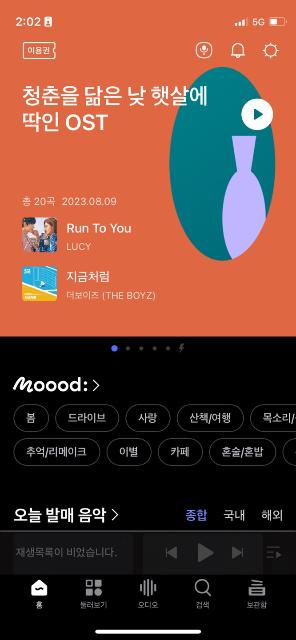 2:02
5G
이용권
청춘을 닮은 낮 햇살에
딱인 OST
총 20곡 2023.08.09
Run To You
LUCY
지금처럼
더보이즈 (THE BOYZ)
Moood:
봄 드라이브 사랑 산책/여행 목소리/
추억/리메이크 이별 카페 혼술/혼밥
오늘 발매 음악 종합 국내 해외
재생목록이 비었습니다.
홈 둘러보기 오디오 검색 보관함